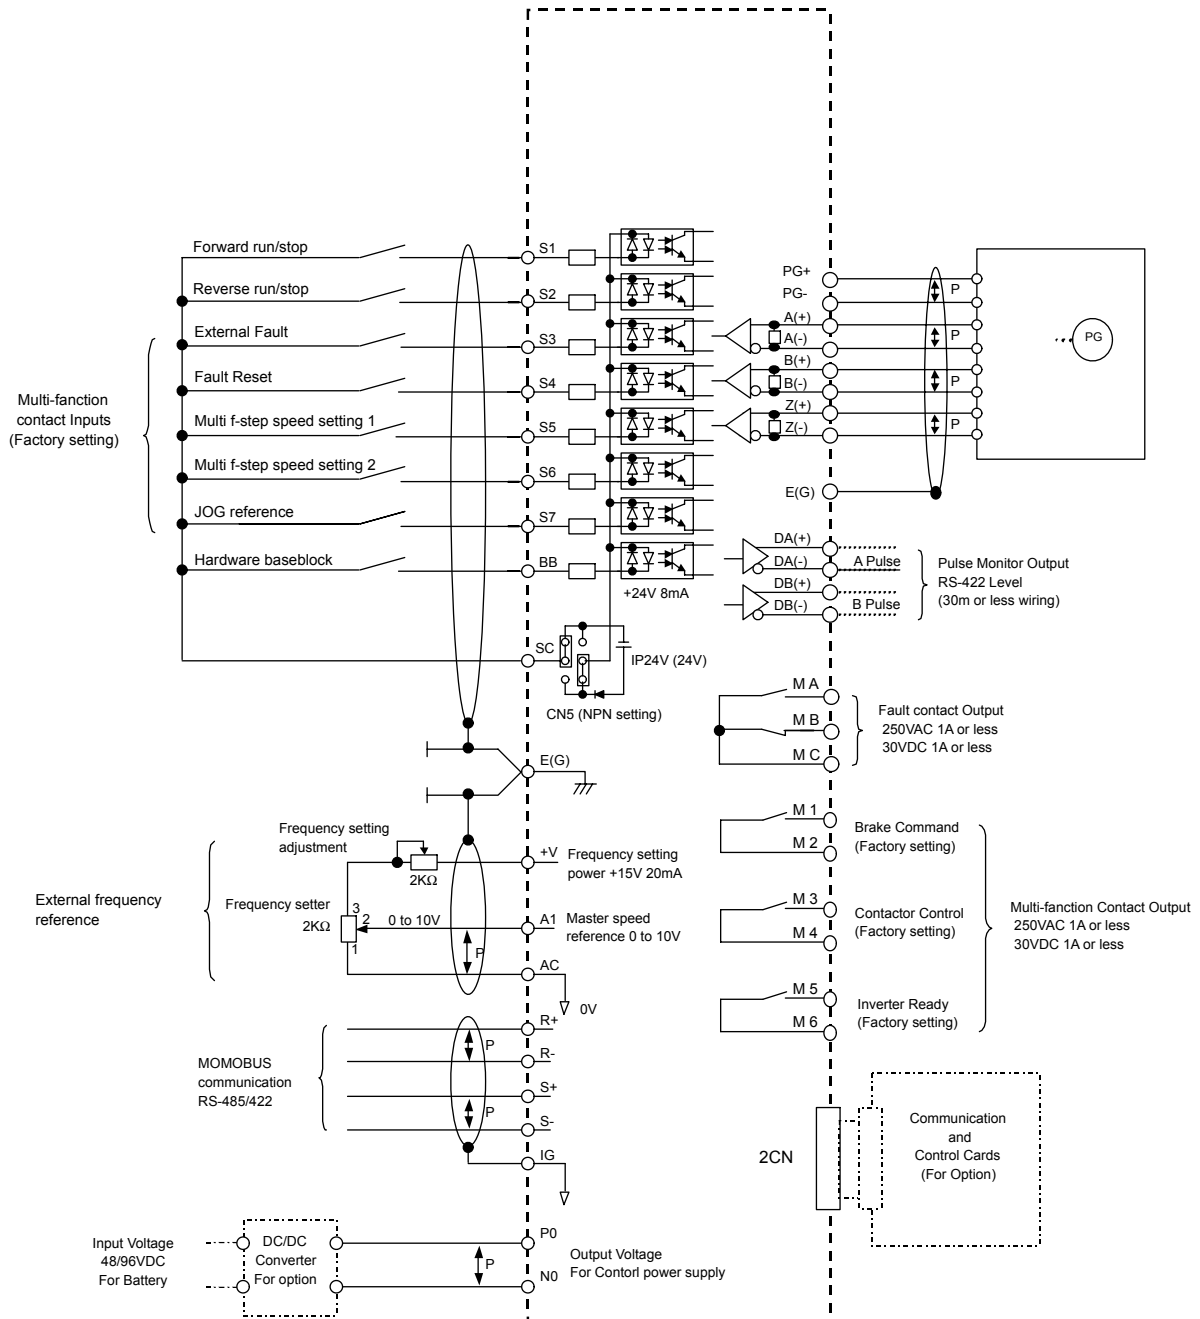 Forward run/stop
S1
Reverse run/stop
S2
External Fault
S3
Fault Reset
S4
Multi-fanction
contact Inputs
(Factory setting)
Multi f-step speed setting 1
S5
Multi f-step speed setting 2
S6
JOG reference
S7
Hardware baseblock
BB
+24V 8mA
SC
IP24V (24V)
CN5 (NPN setting)
E(G)
PG+
PG-
A(+)
A(-)
B(+)
B(-)
Z(+)
Z(-)
P
P
P
P
PG
E(G)
DA(+)
DA(-)
A Pulse
DB(+)
DB(-)
B Pulse
Pulse Monitor Output
RS-422 Level
(30m or less wiring)
M A
M B
M C
Fault contact Output
250VAC 1A or less
30VDC 1A or less
M 1
M 2
Brake Command
(Factory setting)
M 3
M 4
Contactor Control
(Factory setting)
M 5
M 6
Inverter Ready
(Factory setting)
Multi-fanction Contact Output
250VAC 1A or less
30VDC 1A or less
External frequency
reference
Frequency setting
adjustment
2KΩ
+V
Frequency setting
power +15V 20mA
Frequency setter
2KΩ
3
2
1
0 to 10V
A1
Master speed
reference 0 to 10V
P
AC
0V
MOMOBUS
communication
RS-485/422
R+
P
R-
S+
P
S-
IG
2CN
Communication
and
Control Cards
(For Option)
Input Voltage
48/96VDC
For Battery
DC/DC
Converter
For option
P0
P
N0
Output Voltage
For Contorl power supply